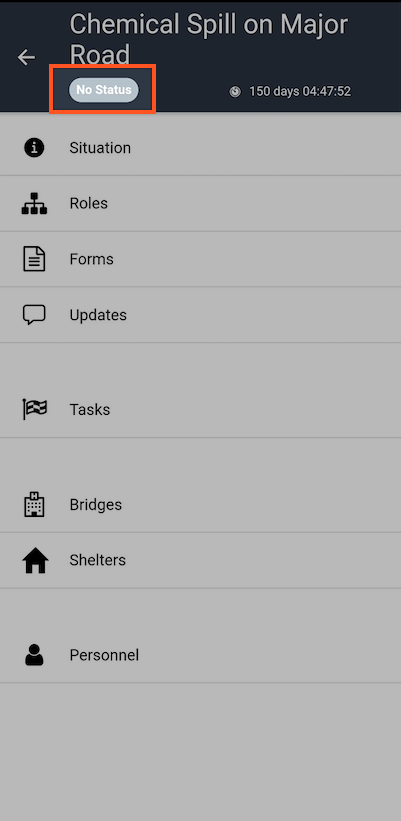 Chemical Spill on Major
Road
No Status
150 days 04:47:52
Situation
Roles
Forms
Updates
Tasks
H
Bridges
Shelters
Personnel